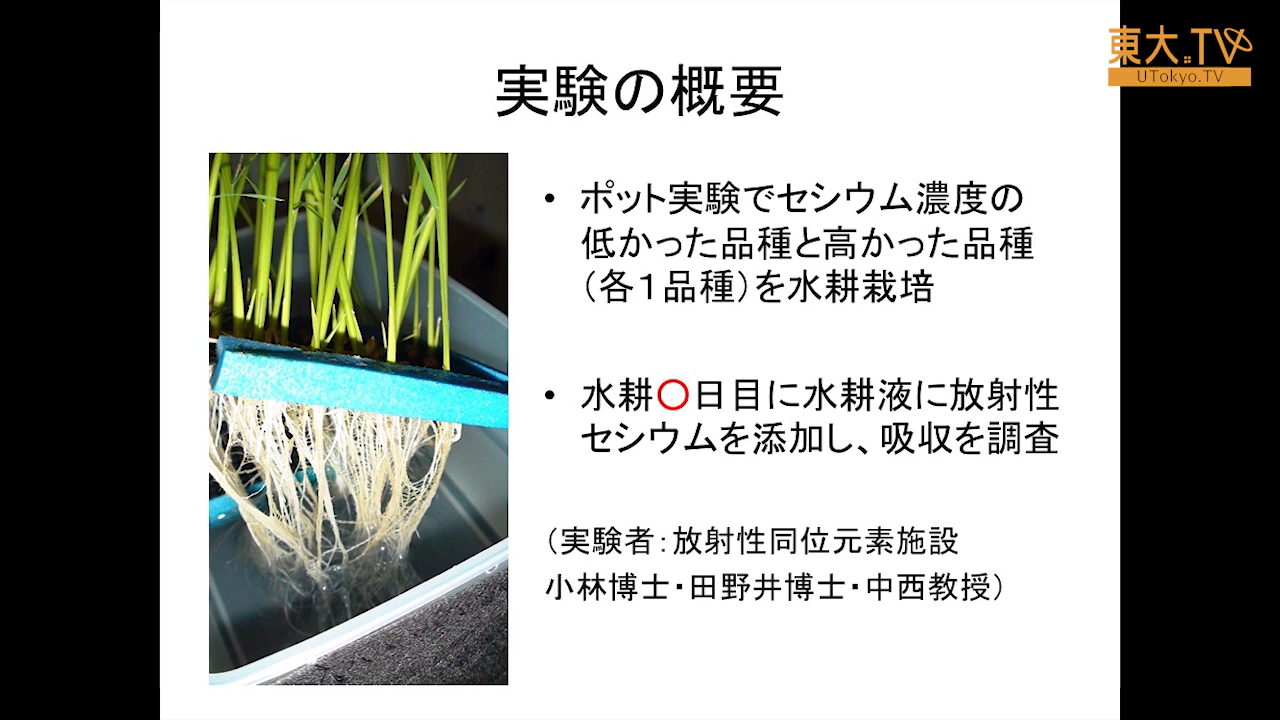 東大.TV
UTokyo.TV
実験の概要
• ポット実験でセシウム濃度の
低かった品種と高かった品種
（各１品種）を水耕栽培
• 水耕〇日目に水耕液に放射性
セシウムを添加し、吸収を調査
（実験者：放射性同位元素施設
小林博士・田野井博士・中西教授）